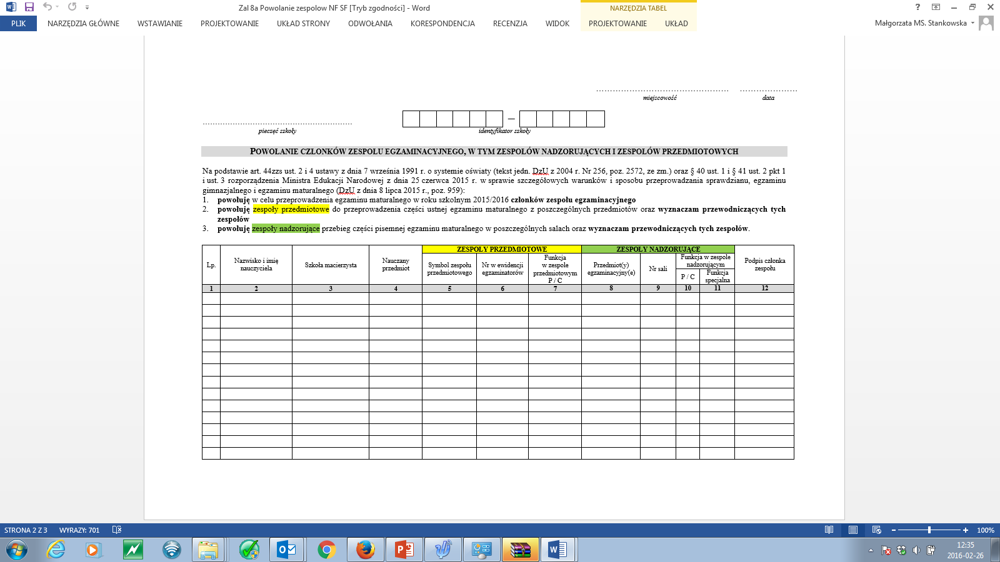 Zal 8a Powolanie zespolow NF SF [Tryb zgodności] - Word
NARZĘDZIA TABEL
?
PLIK
NARZĘDZIA GŁÓWNE
WSTAWIANIE
PROJEKTOWANIE
UKŁAD STRONY
ODWOŁANIA
KORESPONDENCJA
RECENZJA
WIDOK
PROJEKTOWANIE
UKŁAD
Małgorzata MS. Stankowska
miejscowość
data
–
pieczęć szkoły
identyfikator szkoły
POWOŁANIE CZŁONKÓW ZESPOŁU EGZAMINACYJNEGO, W TYM ZESPOŁÓW NADZORUJĄCYCH I ZESPOŁÓW PRZEDMIOTOWYCH
Na podstawie art. 44zzs ust. 2 i 4 ustawy z dnia 7 września 1991 r. o systemie oświaty (tekst jedn. DzU z 2004 r. Nr 256, poz. 2572, ze zm.) oraz § 40 ust. 1 i § 41 ust. 2 pkt 1
i ust. 3 rozporządzenia Ministra Edukacji Narodowej z dnia 25 czerwca 2015 r. w sprawie szczegółowych warunków i sposobu przeprowadzania sprawdzianu, egzaminu
gimnazjalnego i egzaminu maturalnego (DzU z dnia 8 lipca 2015 r., poz. 959):
1. powołuję w celu przeprowadzenia egzaminu maturalnego w roku szkolnym 2015/2016 członków zespołu egzaminacyjnego
2. powołuję zespoły przedmiotowe do przeprowadzenia części ustnej egzaminu maturalnego z poszczególnych przedmiotów oraz wyznaczam przewodniczących tych
zespołów
3. powołuję zespoły nadzorujące przebieg części pisemnej egzaminu maturalnego w poszczególnych salach oraz wyznaczam przewodniczących tych zespołów.
Lp.
Nazwisko i imię
nauczyciela
Szkoła macierzysta
Nauczany
przedmiot
ZESPOŁY PRZEDMIOTOWE
Symbol zespołu
przedmiotowego
Nr w ewidencji
egzaminatorów
Funkcja
w zespole
przedmiotowym
P / C
ZESPOŁY NADZORUJĄCE
Przedmiot(y)
egzaminacyjny(e)
Nr sali
Funkcja w zespole
nadzorującym
P / C
Funkcja
specjalna
Podpis członka
zespołu
1 2 3 4 5 6 7 8 9 10 11 12
STRONA 2 Z 3
WYRAZY: 701
100%
12:35
2016-02-26